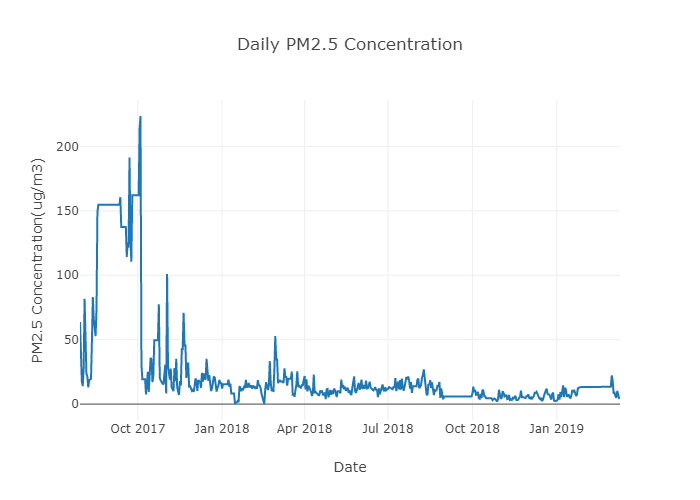 Daily PM2.5 Concentration
PM2.5 Concentration(ug/m3)
200
150
100
50
0
Oct 2017
Jan 2018
Apr 2018
Jul 2018
Oct 2018
Jan 2019
Date